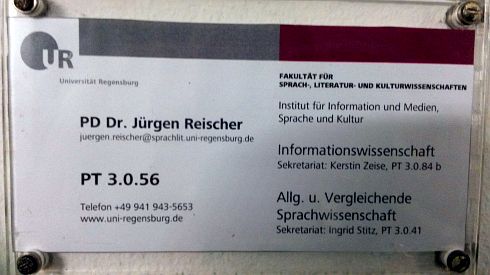 UR
Universität Regensburg
PD Dr. Jürgen Reischer
juergen.reischer@sprachlit.uni-regensburg.de
PT 3.0.56
Telefon +49 941 943-5653
www.uni-regensburg.de
FAKULTÄT FÜR
SPRACH-, LITERATUR- UND KULTURWISSENSCHAFTEN
Institut für Information und Medien,
Sprache und Kultur
Informationswissenschaft
Sekretariat: Kerstin Zeise, PT 3.0.84 b
Allg. u. Vergleichende
Sprachwissenschaft
Sekretariat: Ingrid Stitz, PT 3.0.41